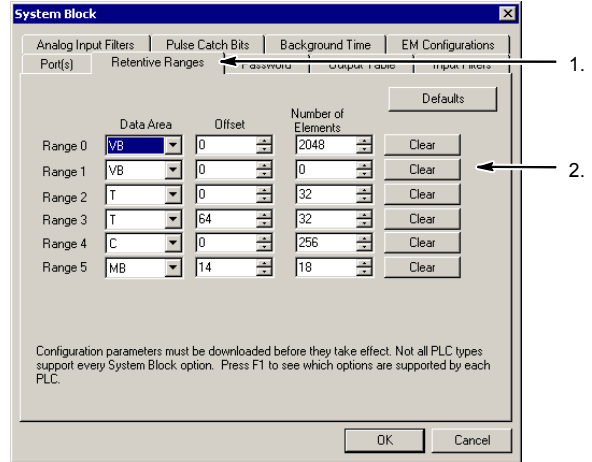 System Block
Analog Input Filters Pulse Catch Bits Background Time EM Configurations
Port(s) Retentive Ranges Password Output Table Input Filters
1.
Defaults
Data Area Offset Number of Elements
Range 0 VB 0 2048 Clear
2.
Range 1 VB 0 0 Clear
Range 2 T 0 32 Clear
Range 3 T 64 32 Clear
Range 4 C 0 256 Clear
Range 5 MB 14 18 Clear
Configuration parameters must be downloaded before they take effect. Not all PLC types
support every System Block option. Press F1 to see which options are supported by each
PLC.
OK Cancel